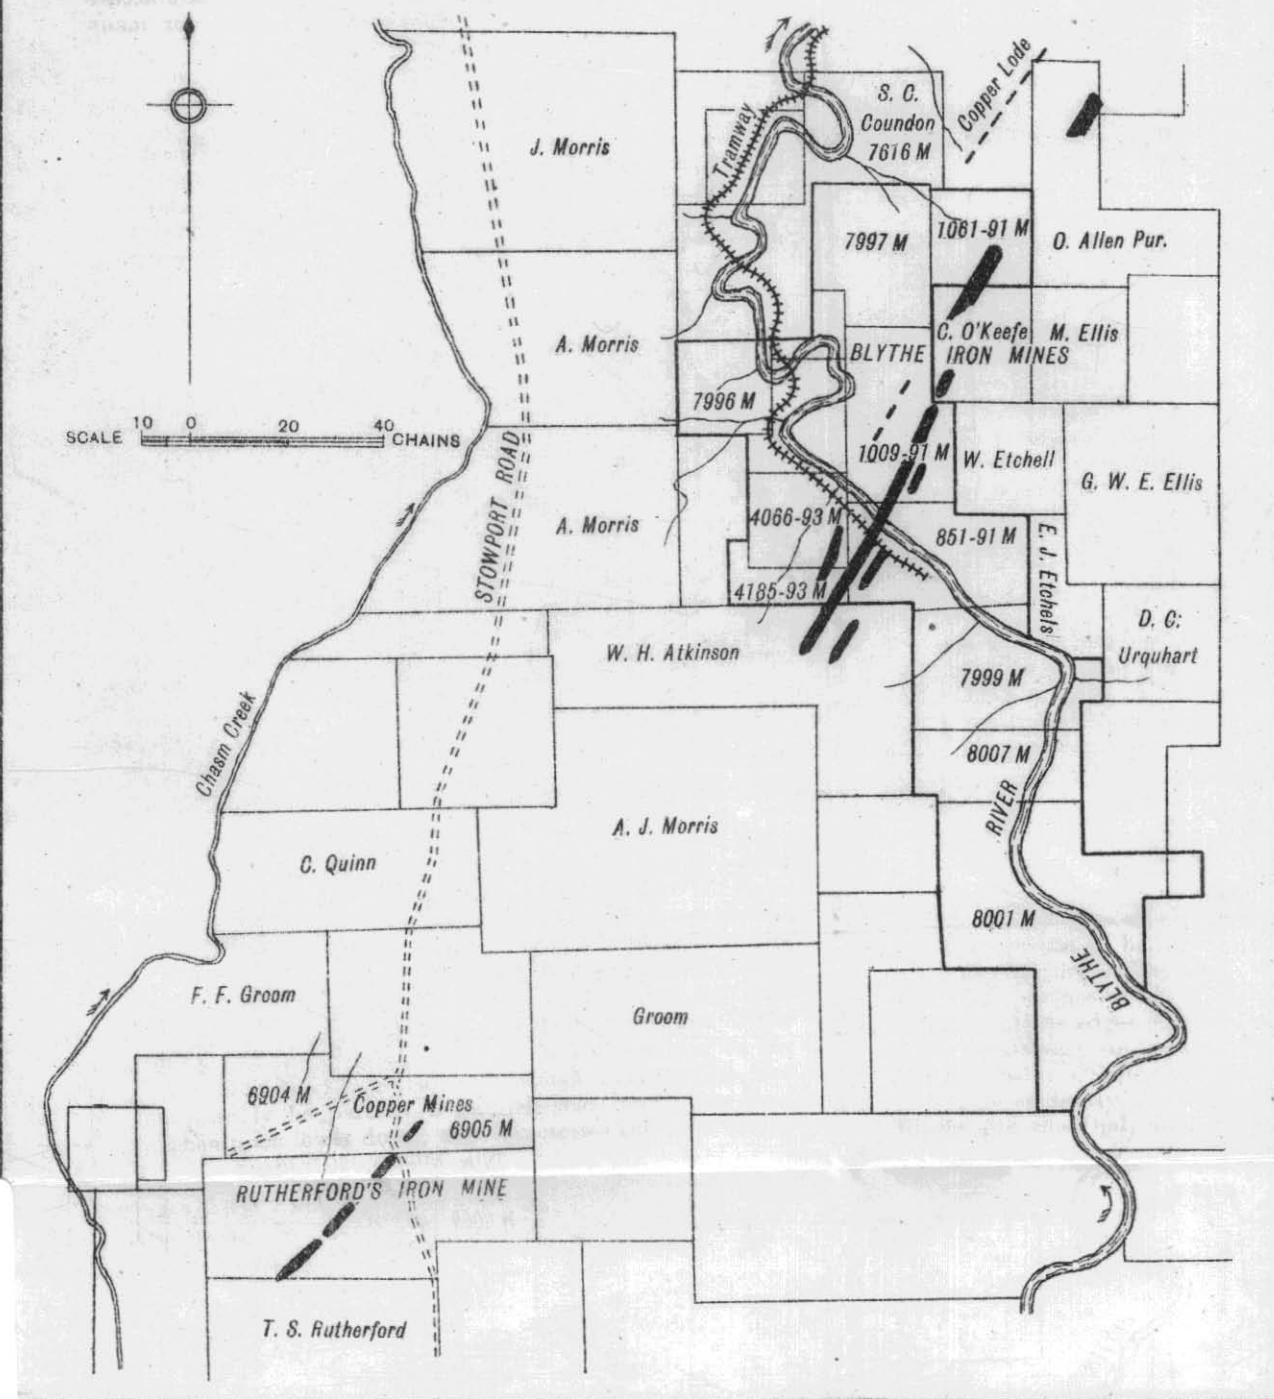 S. C.
Coundon
7616 M
Copper Lode
Tramway
J. Morris
7997 M
1061-91 M
O. Allen Pur.
A. Morris
BLYTHE
C. O'Keefe
M. Ellis
IRON MINES
7996 M
SCALE 10 0 20 40 CHAINS
STOWPORT ROAD
1009-91 M
W. Etchell
G. W. E. Ellis
A. Morris
4066-93 M
851-91 M
E. J. Etchels
4185-93 M
D. C.
Urquhart
W. H. Atkinson
7999 M
Chasm Creek
8007 M
RIVER
A. J. Morris
C. Quinn
8001 M
BLYTHE
F. F. Groom
Groom
6904 M
Copper Mines
6905 M
RUTHERFORD'S IRON MINE
T. S. Rutherford